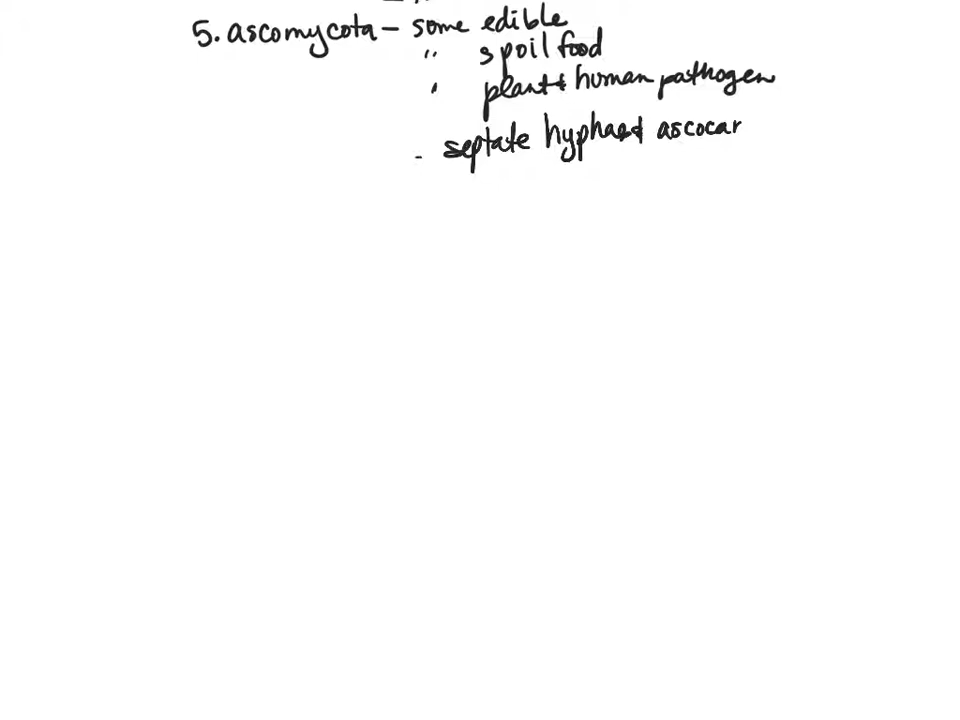 5. ascomycota – some edible
" spoil food
" plant & human pathogen
- septate hyphae & ascocar